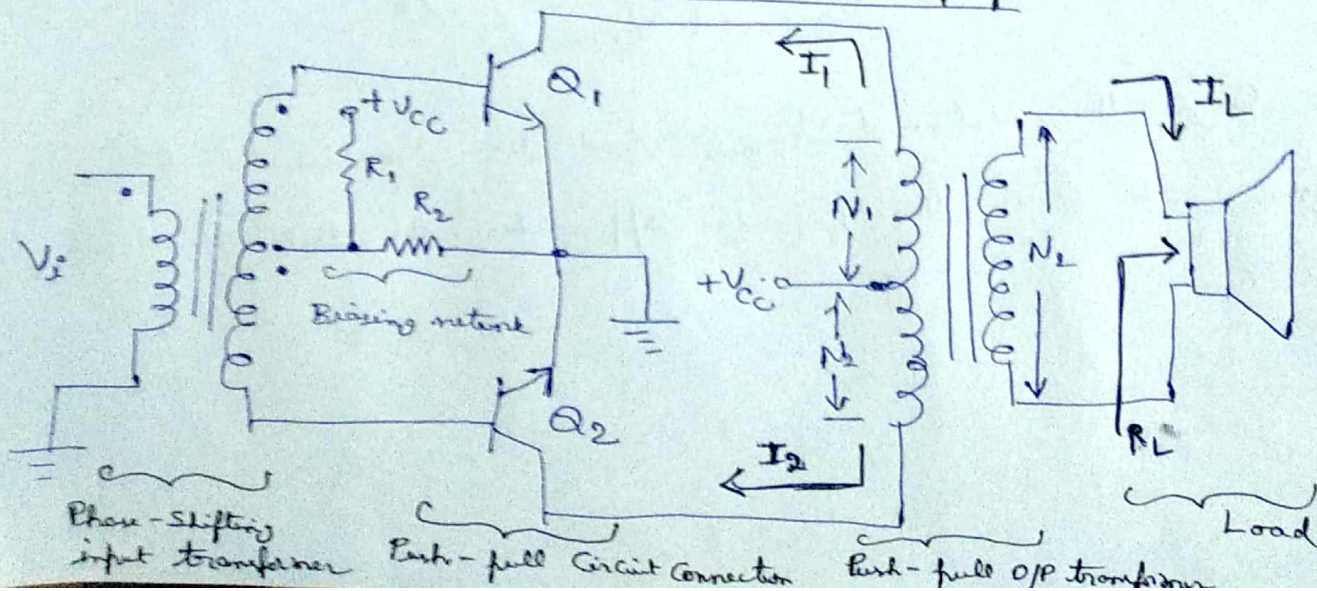 Q1
I1
IL
+VCC
R1
R2
Vi
N1
N2
+VCC
Biasing network
Q2
I2
RL
Phase-Shifting
input transformer
Push-pull Circuit Connection
Push-pull O/P transformer
Load